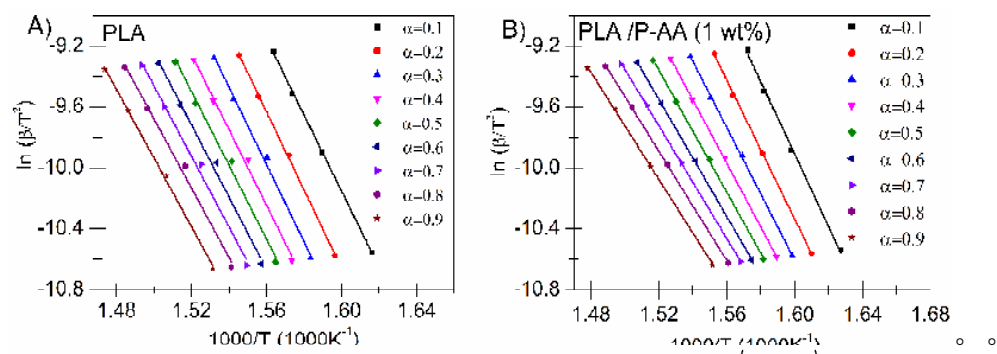 A) PLA
ln (β/T²)
-9.2
-9.6
-10.0
-10.4
-10.8
1.48 1.52 1.56 1.60 1.64
1000/T (1000K⁻¹)
α=0.1
α=0.2
α=0.3
α=0.4
α=0.5
α=0.6
α=0.7
α=0.8
α=0.9
B) PLA /P-AA (1 wt%)
ln (β/T²)
-9.2
-9.6
-10.0
-10.4
-10.8
1.48 1.52 1.56 1.60 1.64 1.68
1000/T (1000K⁻¹)
α=0.1
α=0.2
α=0.3
α=0.4
α=0.5
α=0.6
α=0.7
α=0.8
α=0.9